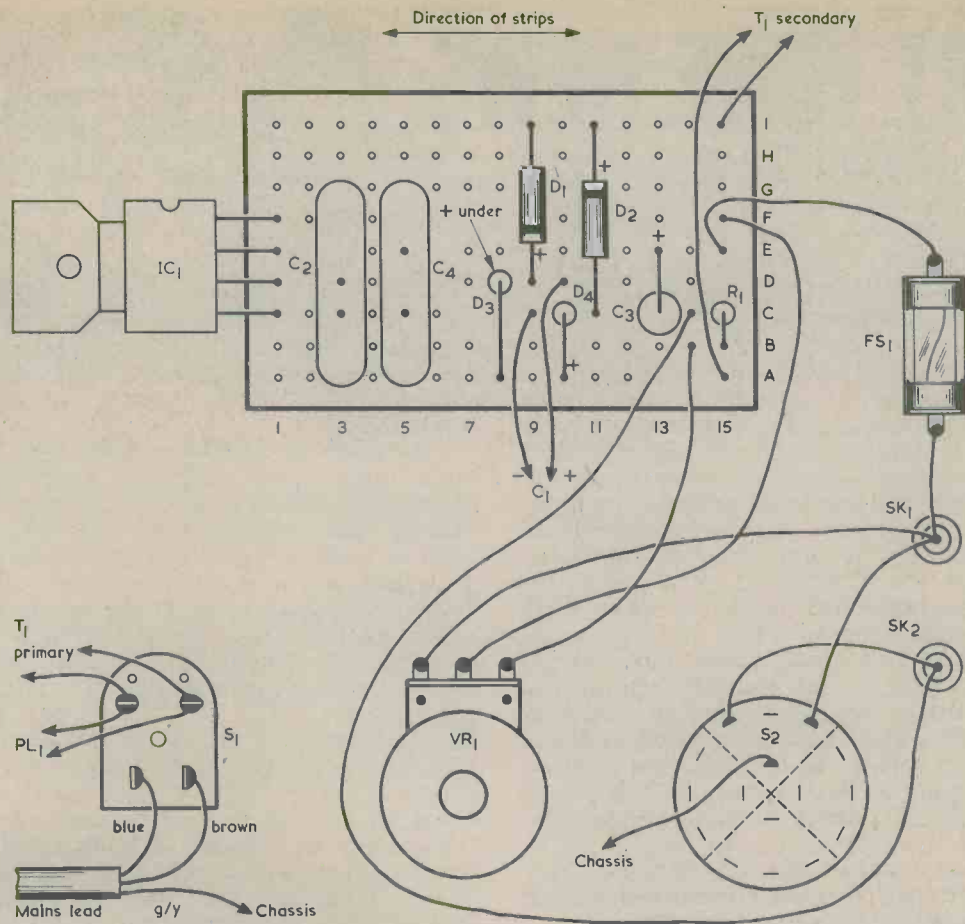 Direction of strips
T1 secondary
I
H
G
F
E
D
C
B
A
IC1
C2
+ under
D3
C4
D1
+
D2
+
D4
+
C3
+
R1
FS1
1 3 5 7 9 11 13 15
- +
C1
SK1
SK2
T1
primary
PL1
S1
blue brown
Mains lead g/y Chassis
VR1
S2
Chassis